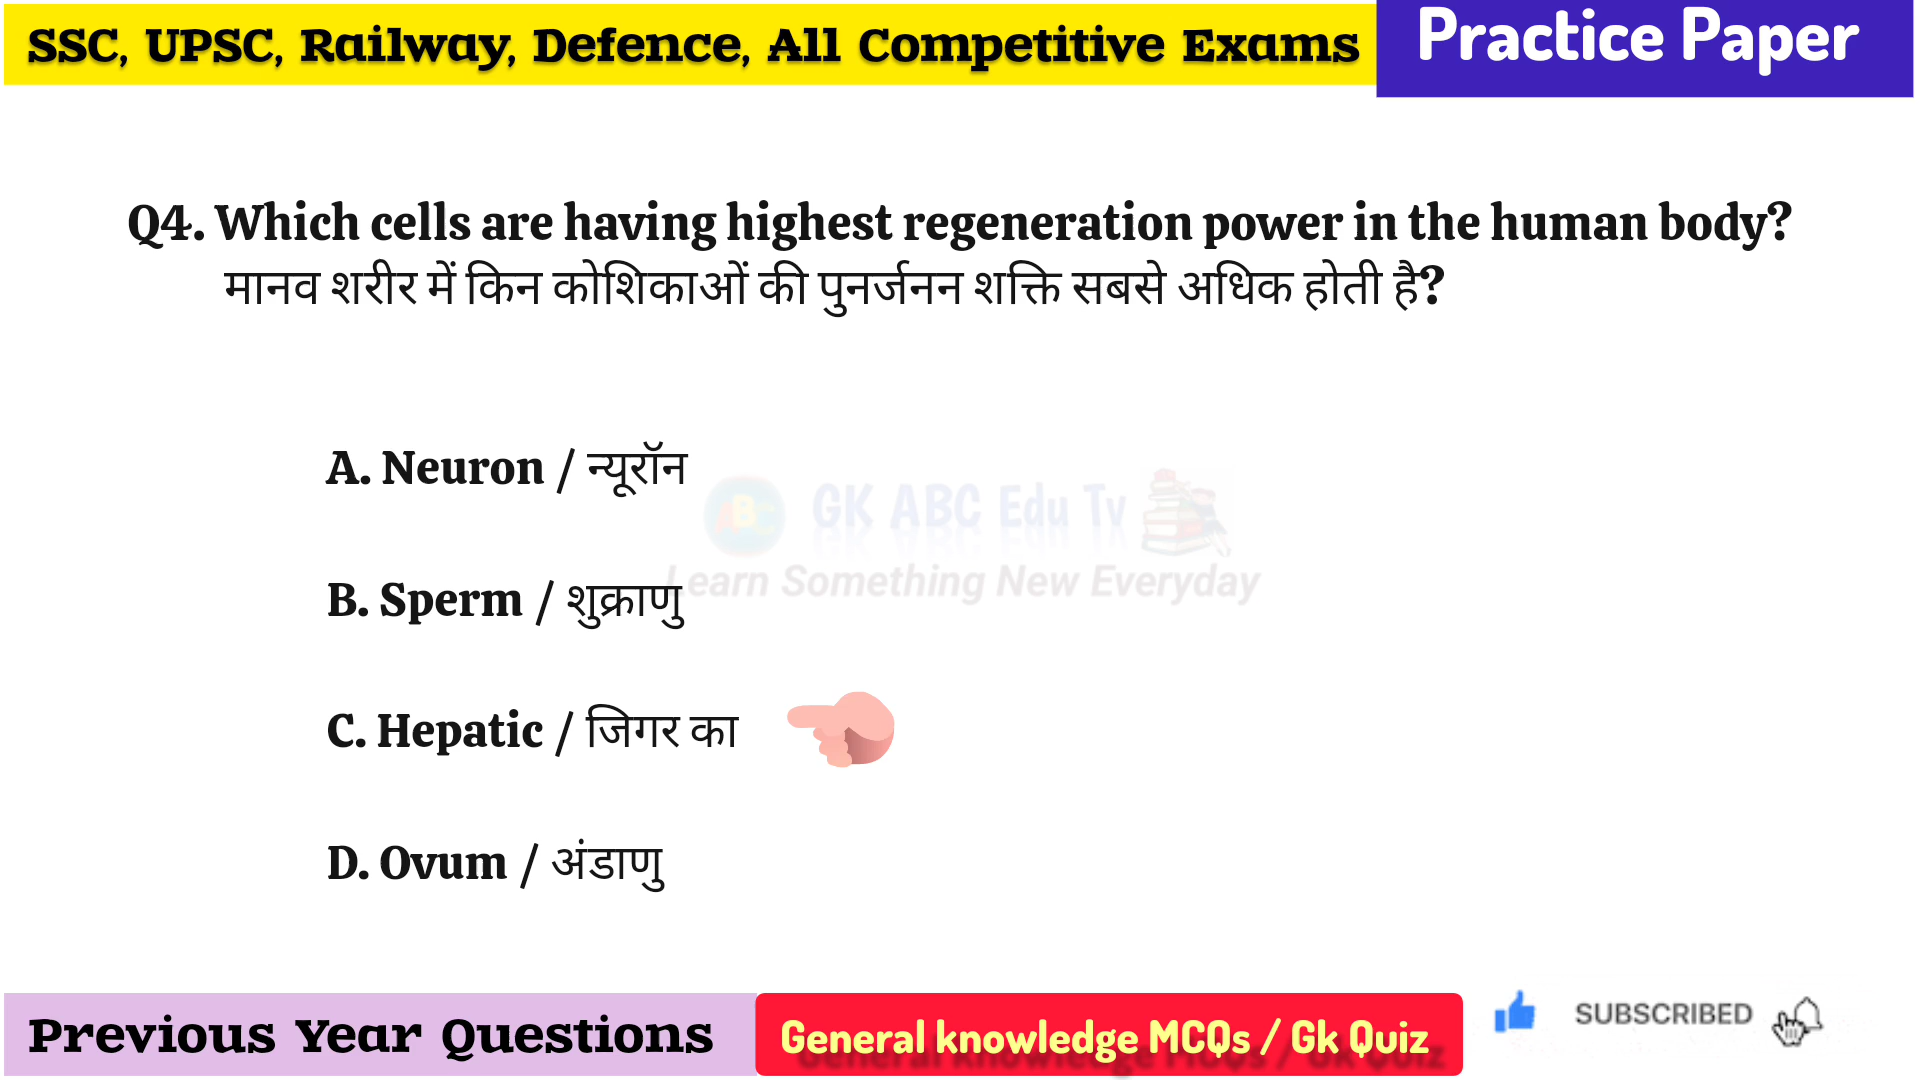 SSC, UPSC, Railway, Defence, All Competitive Exams
Practice Paper
Q4. Which cells are having highest regeneration power in the human body?
मानव शरीर में किन कोशिकाओं की पुनर्जनन शक्ति सबसे अधिक होती है?
A. Neuron / न्यूरॉन
ABC GK ABC Edu Tv
Learn Something New Everyday
B. Sperm / शुक्राणु
C. Hepatic / जिगर का
D. Ovum / अंडाणु
Previous Year Questions
General knowledge MCQs / Gk Quiz
SUBSCRIBED